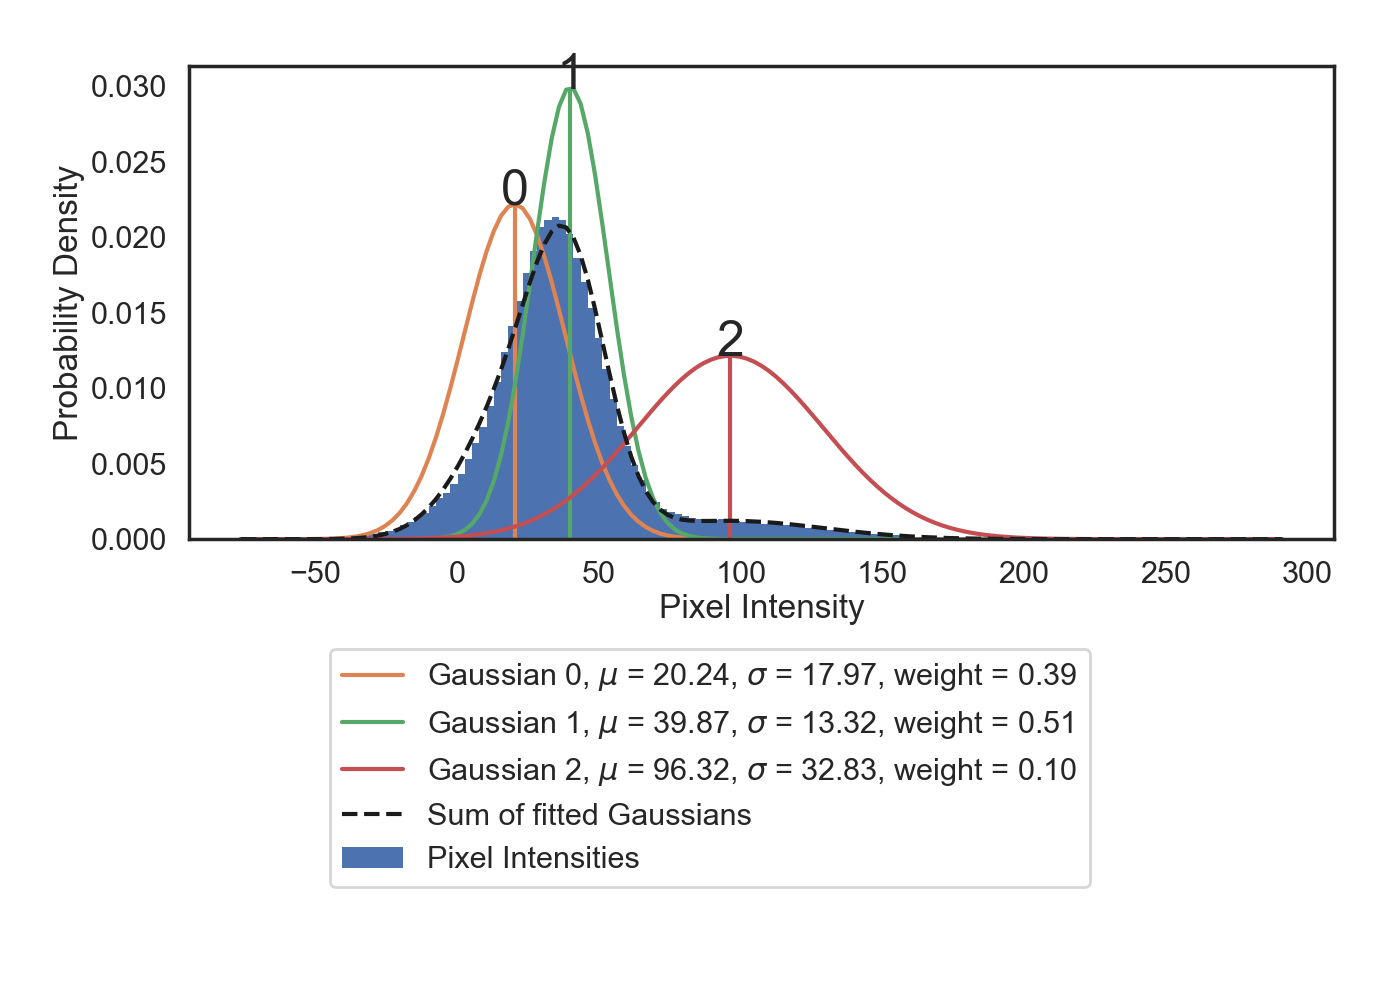 1
0
2
0.030
0.025
0.020
0.015
0.010
0.005
0.000
Probability Density
−50 0 50 100 150 200 250 300
Pixel Intensity
Gaussian 0, μ = 20.24, σ = 17.97, weight = 0.39
Gaussian 1, μ = 39.87, σ = 13.32, weight = 0.51
Gaussian 2, μ = 96.32, σ = 32.83, weight = 0.10
Sum of fitted Gaussians
Pixel Intensities